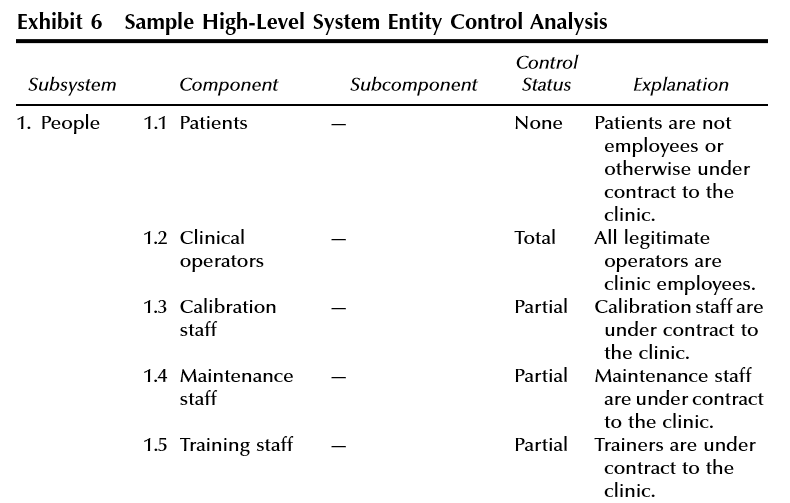 Exhibit 6 Sample High-Level System Entity Control Analysis
Control
Subsystem Component Subcomponent Status Explanation
1. People 1.1 Patients — None Patients are not
employees or
otherwise under
contract to the
clinic.
1.2 Clinical — Total All legitimate
operators operators are
clinic employees.
1.3 Calibration — Partial Calibration staff are
staff under contract to
the clinic.
1.4 Maintenance — Partial Maintenance staff
staff are under contract
to the clinic.
1.5 Training staff — Partial Trainers are under
contract to the
clinic.